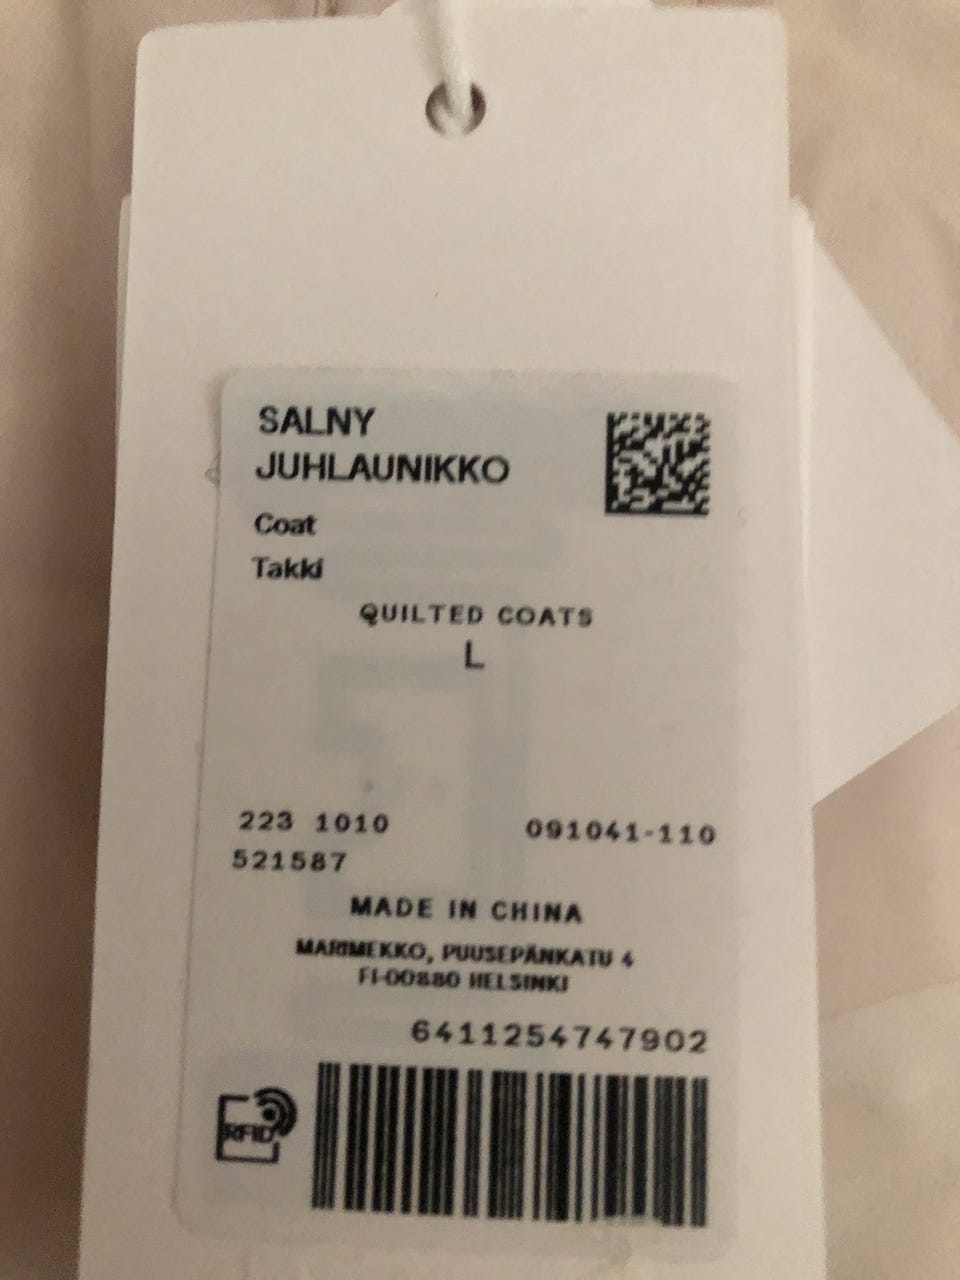 SALNY
JUHLAUNIKKO
Coat
Takki
QUILTED COATS
L
223 1010
091041-110
521587
MADE IN CHINA
MARIMEKKO, PUUSEPÄNKATU 4
FI-00880 HELSINKI
6411254747902
RFID